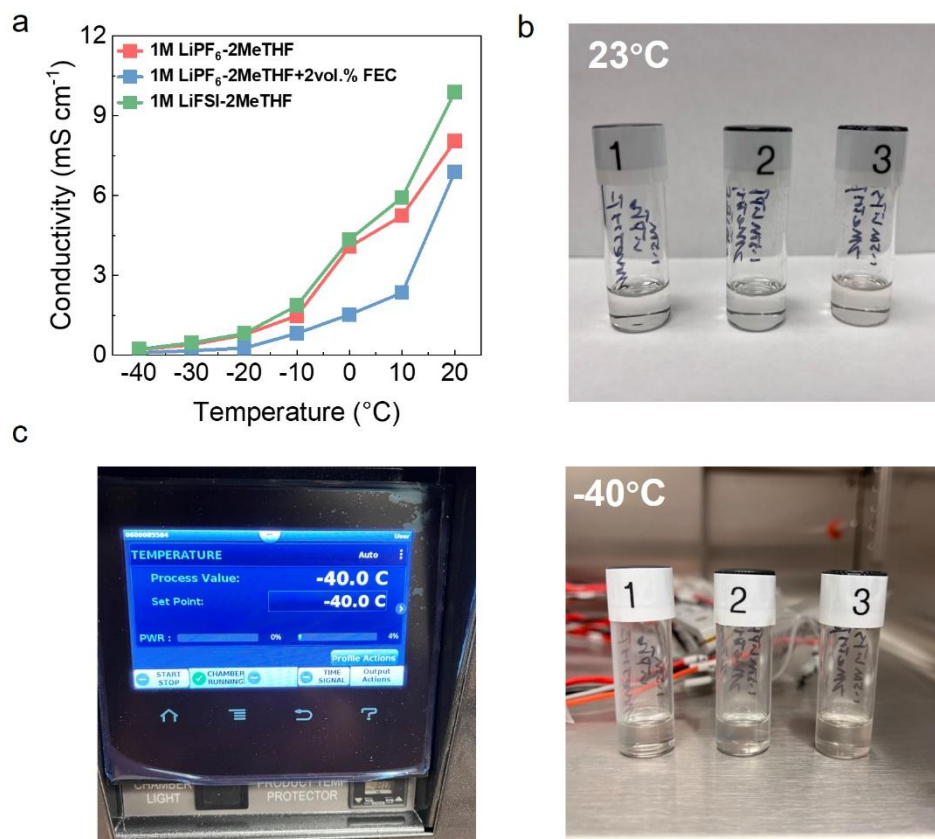 a
12
9
6
3
0
Conductivity (mS cm⁻¹)
1M LiPF₆-2MeTHF
1M LiPF₆-2MeTHF+2vol.% FEC
1M LiFSI-2MeTHF
-40 -30 -20 -10 0 10 20
Temperature (°C)
b
23°C
1
2
3
c
0600085584
User
TEMPERATURE
Auto
Process Value: -40.0 C
Set Point: -40.0 C
PWR : 0% 4%
Profile Actions
START STOP
CHAMBER RUNNING
TIME SIGNAL
Output Actions
CHAMBER LIGHT
PRODUCT TEMP PROTECTOR
-40°C
1
2
3